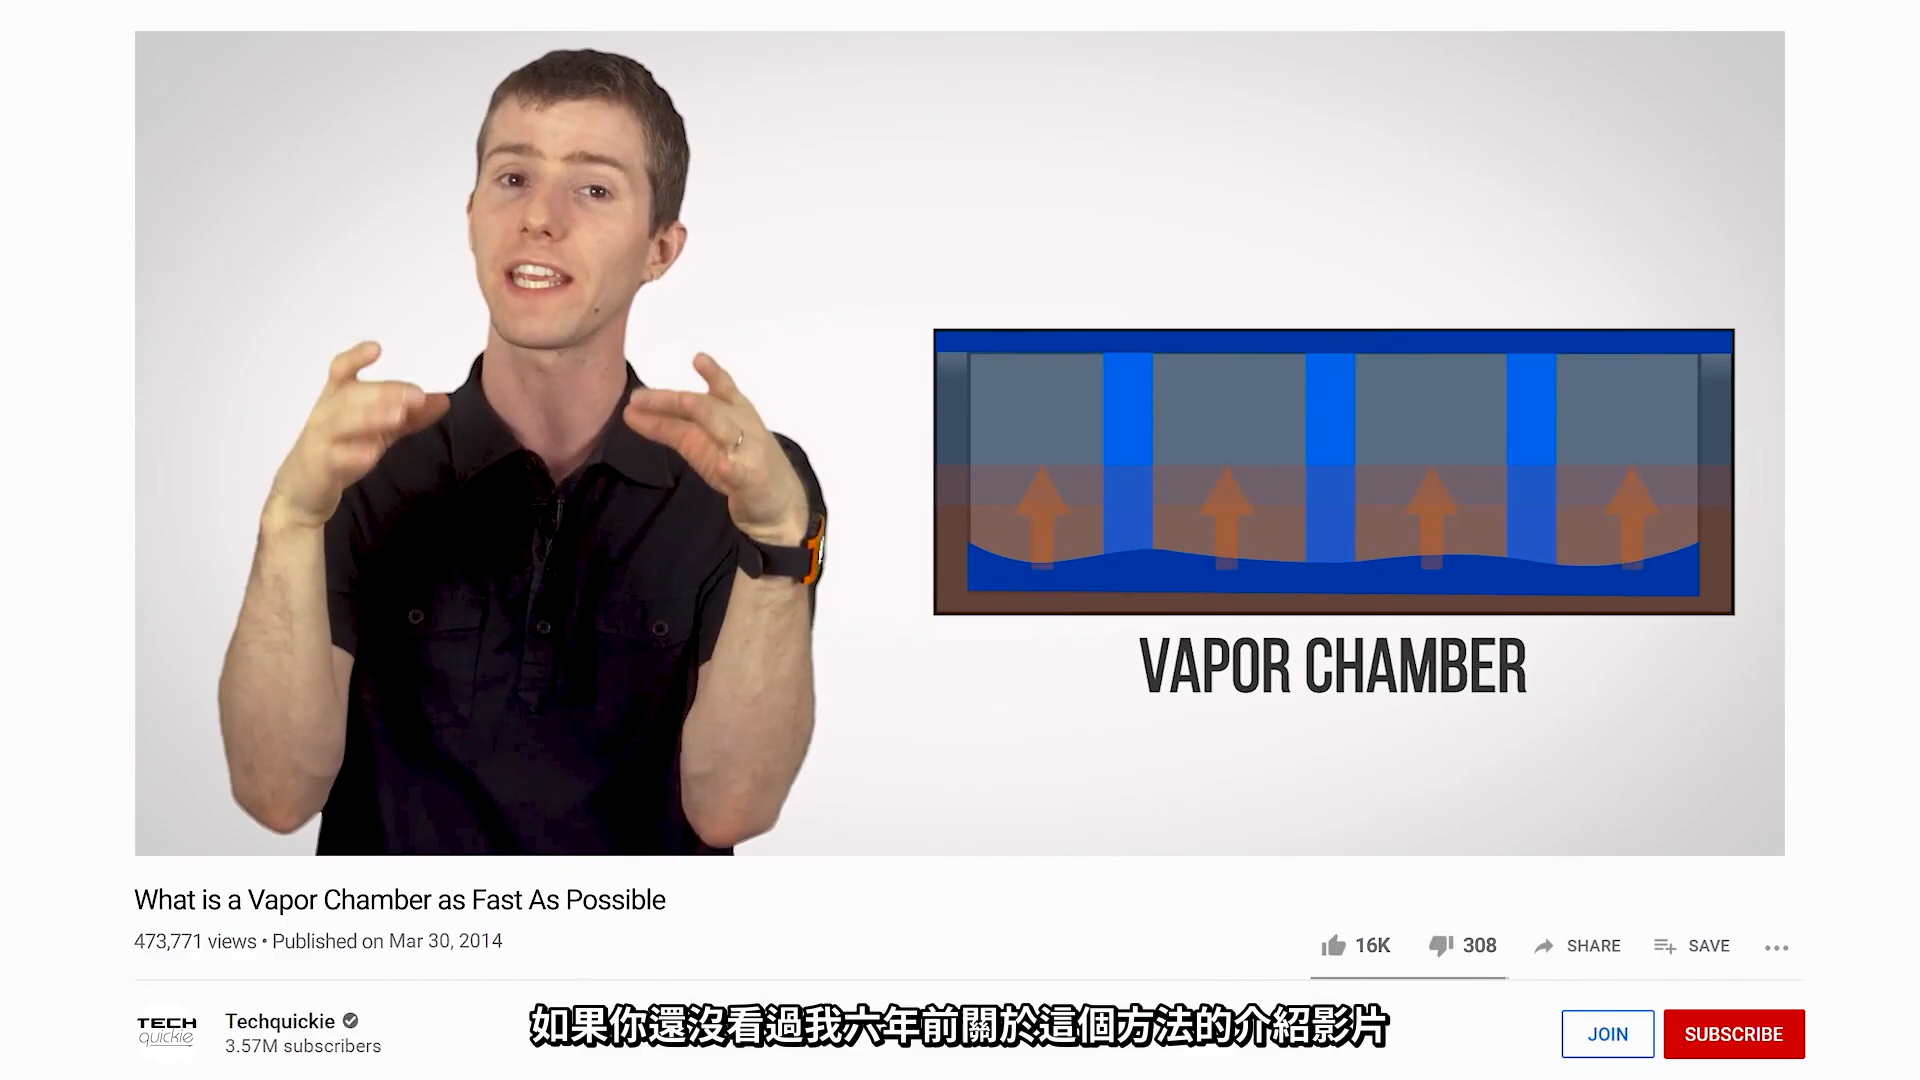 VAPOR CHAMBER
What is a Vapor Chamber as Fast As Possible
473,771 views • Published on Mar 30, 2014
16K 308 SHARE SAVE
TECH
quickie
Techquickie
3.57M subscribers
如果你還沒看過我六年前關於這個方法的介紹影片
JOIN
SUBSCRIBE